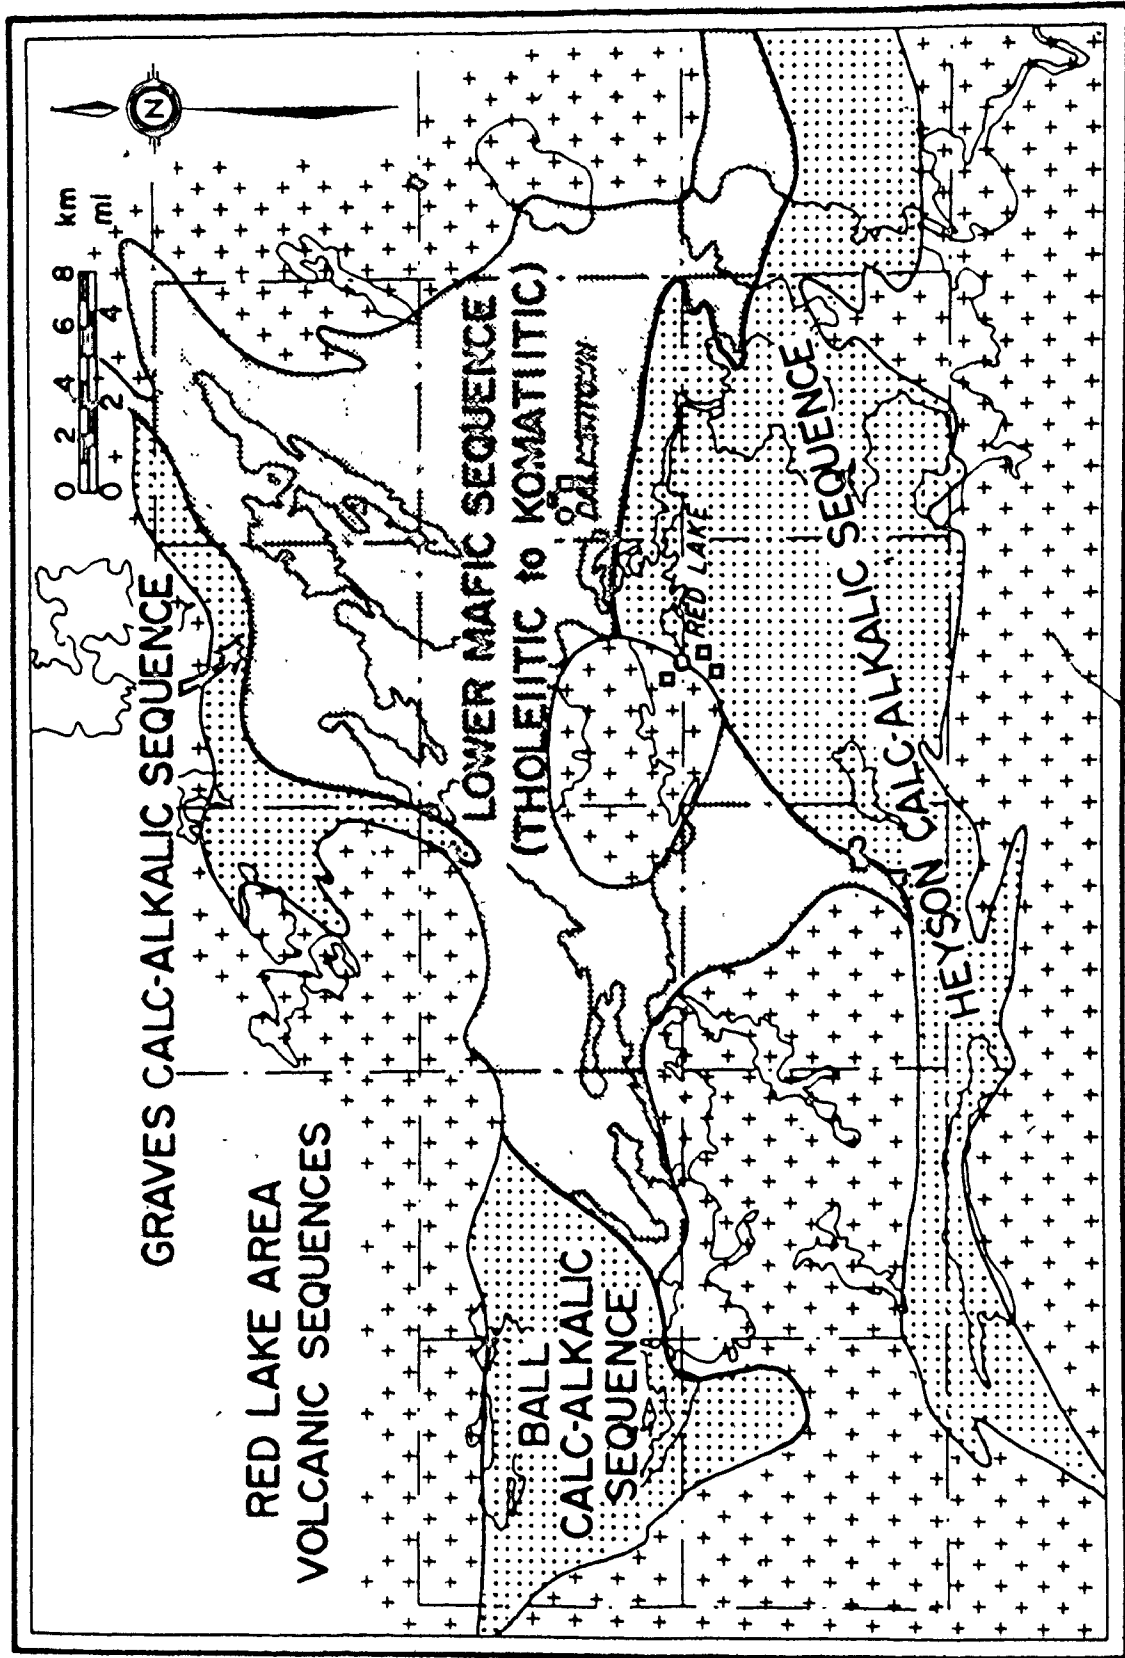 N
0 2 4 6 8 km
0 2 4 mi
GRAVES CALC-ALKALIC SEQUENCE
RED LAKE AREA
VOLCANIC SEQUENCES
LOWER MAFIC SEQUENCE
(THOLEIITIC to KOMATIITIC)
BALMERTOWN
RED LAKE
BALL
CALC-ALKALIC
SEQUENCE
HEYSON CALC-ALKALIC SEQUENCE